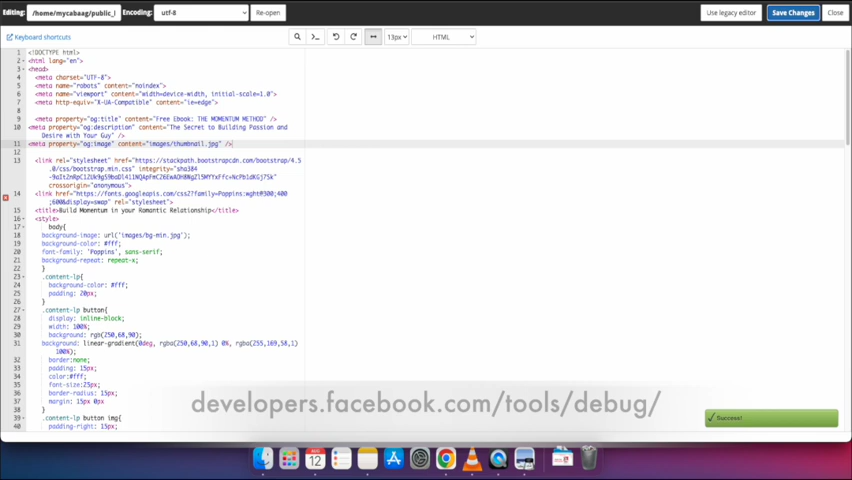 Editing: /home/mycabaag/public_l Encoding: utf-8 Re-open Use legacy editor Save Changes Close
Keyboard shortcuts 13px HTML
1 <!DOCTYPE html>
2 <html lang="en">
3 <head>
4 <meta charset="UTF-8">
5 <meta name="robots" content="noindex">
6 <meta name="viewport" content="width=device-width, initial-scale=1.0">
7 <meta http-equiv="X-UA-Compatible" content="ie=edge">
8
9 <meta property="og:title" content="Free Ebook: THE MOMENTUM METHOD" />
10 <meta property="og:description" content="The Secret to Building Passion and
Desire with Your Guy" />
11 <meta property="og:image" content="images/thumbnail.jpg" />
12
13 <link rel="stylesheet" href="https://stackpath.bootstrapcdn.com/bootstrap/4.5
.0/css/bootstrap.min.css" integrity="sha384
crossorigin="anonymous">
14 <link href="https://fonts.googleapis.com/css2?family=Poppins:wght@300;400
;600&display=swap" rel="stylesheet">
15 <title>Build Momentum in your Romantic Relationship</title>
16 <style>
17 body{
18 background-image: url('images/bg-min.jpg');
19 background-color: #fff;
20 font-family: 'Poppins', sans-serif;
21 background-repeat: repeat-x;
22 }
23 .content-lp{
24 background-color: #fff;
25 padding: 20px;
26 }
27 .content-lp button{
28 display: inline-block;
29 width: 100%;
30 background: rgb(250,68,90);
31 background: linear-gradient(0deg, rgba(250,68,90,1) 0%, rgba(255,169,58,1)
100%);
32 border:none;
33 padding: 15px;
34 color:#fff;
35 font-size:25px;
36 border-radius: 15px;
37 margin: 15px 0px
38 }
39 .content-lp button img{
40 padding-right: 15px;
developers.facebook.com/tools/debug/
Success!
AUG
12